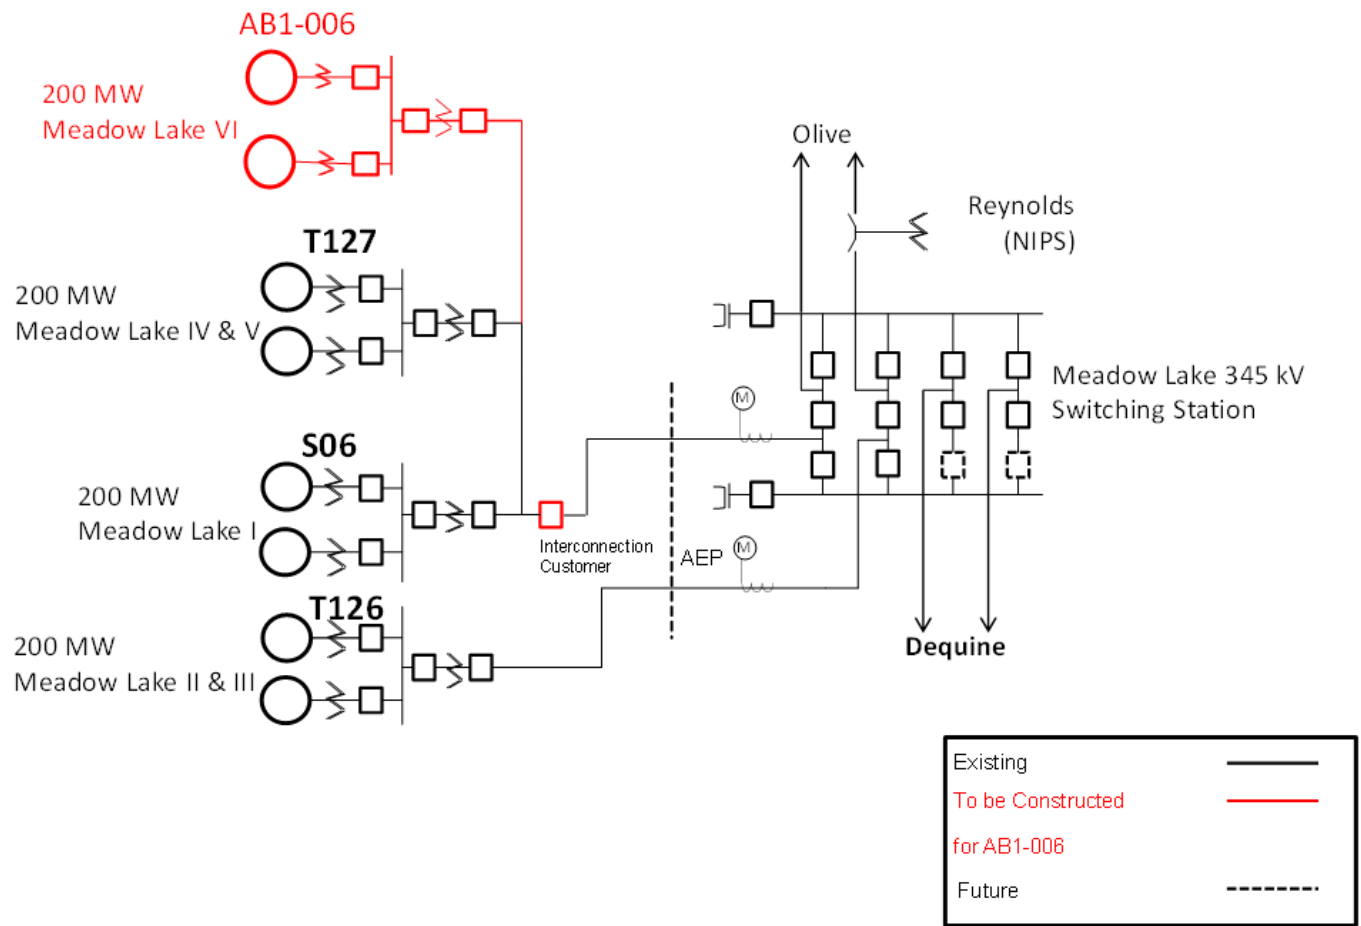 AB1-006
200 MW
Meadow Lake VI
Olive
Reynolds
(NIPS)
T127
200 MW
Meadow Lake IV & V
Meadow Lake 345 kV
Switching Station
M
S06
200 MW
Meadow Lake I
Interconnection
Customer
AEP
M
T126
200 MW
Meadow Lake II & III
Dequine
Existing
To be Constructed
for AB1-006
Future